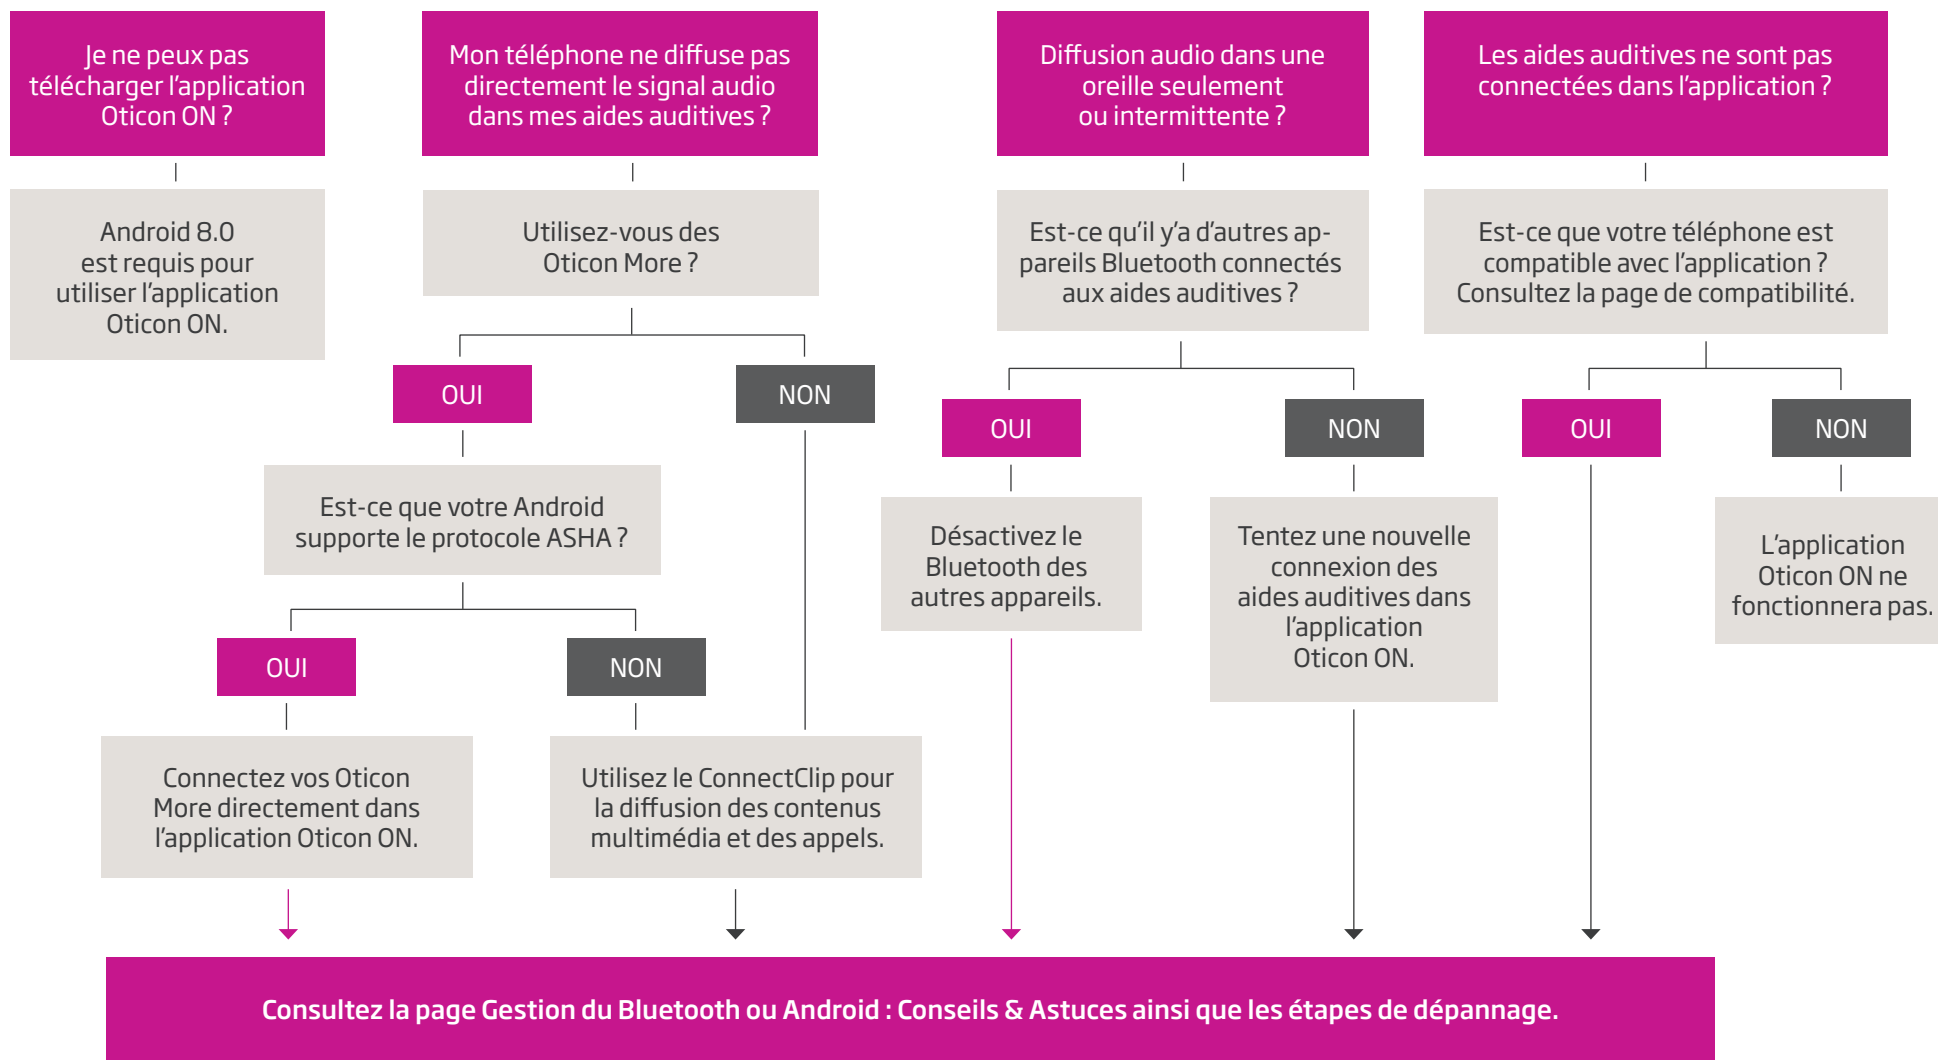 Je ne peux pas
télécharger l'application
Oticon ON ?
Mon téléphone ne diffuse pas
directement le signal audio
dans mes aides auditives ?
Diffusion audio dans une
oreille seulement
ou intermittente ?
Les aides auditives ne sont pas
connectées dans l'application ?
Android 8.0
est requis pour
utiliser l'application
Oticon ON.
Utilisez-vous des
Oticon More ?
Est-ce qu'il y'a d'autres ap-
pareils Bluetooth connectés
aux aides auditives ?
Est-ce que votre téléphone est
compatible avec l'application ?
Consultez la page de compatibilité.
OUI
NON
OUI
NON
OUI
NON
Est-ce que votre Android
supporte le protocole ASHA ?
Désactivez le
Bluetooth des
autres appareils.
Tentez une nouvelle
connexion des
aides auditives dans
l'application
Oticon ON.
L'application
Oticon ON ne
fonctionnera pas.
OUI
NON
Connectez vos Oticon
More directement dans
l'application Oticon ON.
Utilisez le ConnectClip pour
la diffusion des contenus
multimédia et des appels.
Consultez la page Gestion du Bluetooth ou Android : Conseils & Astuces ainsi que les étapes de dépannage.